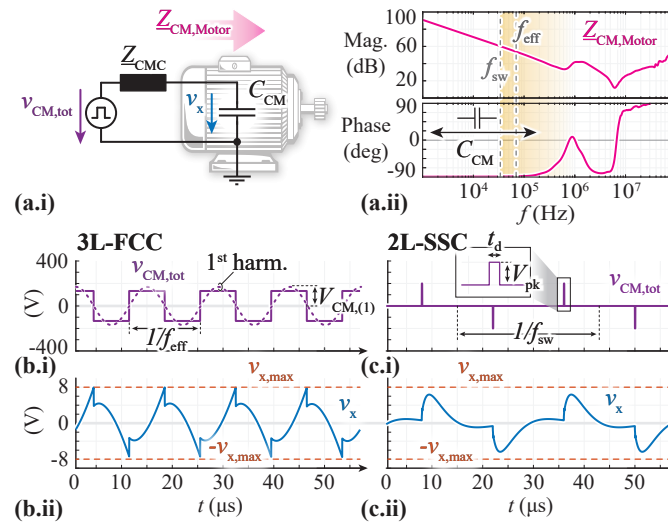 Z_CM,Motor
Z_CMC
C_CM
v_x
v_CM,tot
(a.i)
100
Mag.
60
(dB)
20
f_sw
f_eff
Z_CM,Motor
90
Phase
0
(deg)
-90
C_CM
10^4
10^5
10^6
10^7
f (Hz)
(a.ii)
3L-FCC
v_CM,tot
1st harm.
400
(V)
0
-400
V_CM,(1)
1/f_eff
(b.i)
2L-SSC
t_d
V_pk
v_CM,tot
1/f_sw
(c.i)
8
(V)
0
-8
v_x,max
v_x
-v_x,max
0
10
20
30
40
50
t (μs)
(b.ii)
v_x,max
v_x
-v_x,max
0
10
20
30
40
50
t (μs)
(c.ii)